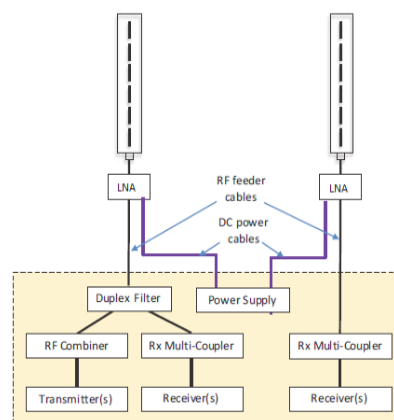 LNA
RF feeder
cables
LNA
DC power
cables
Duplex Filter
Power Supply
RF Combiner
Rx Multi-Coupler
Rx Multi-Coupler
Transmitter(s)
Receiver(s)
Receiver(s)